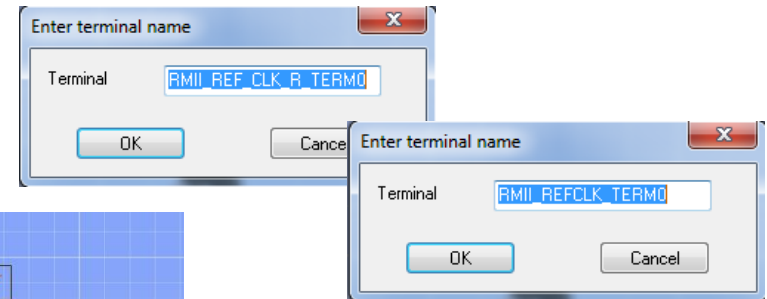 Enter terminal name
Terminal RMII_REF_CLK_R_TERM0
OK Cance
Enter terminal name
Terminal RMII_REFCLK_TERM0
OK Cancel